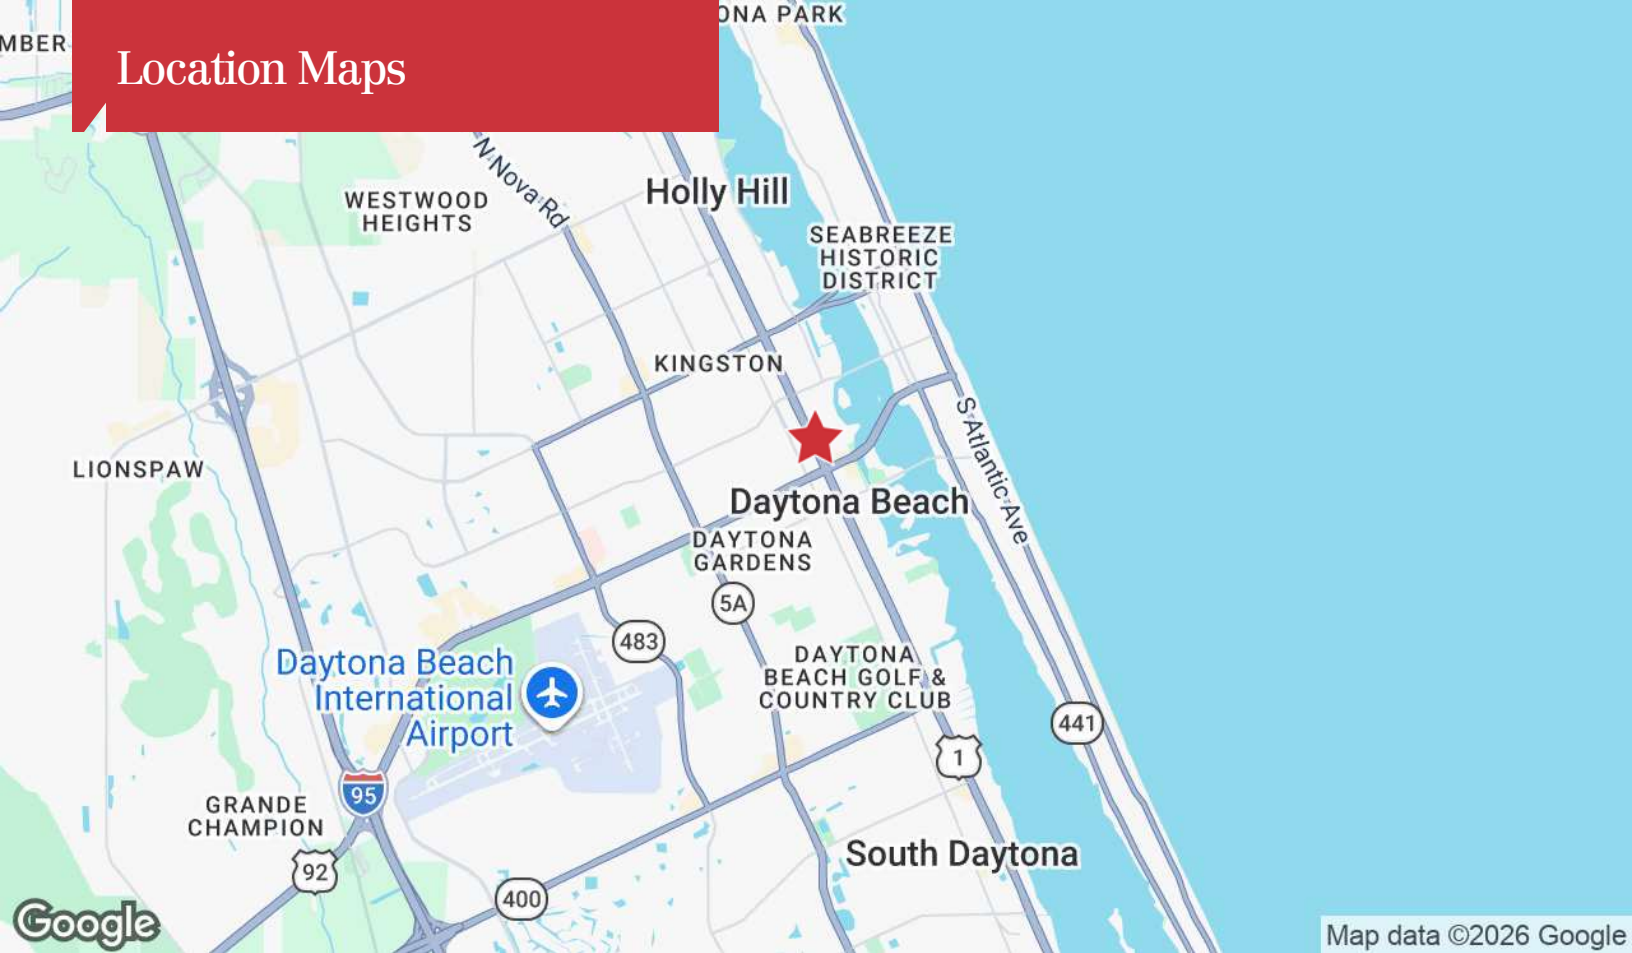 ONA PARK
MBER
Location Maps
N Nova Rd
WESTWOOD
HEIGHTS
Holly Hill
SEABREEZE
HISTORIC
DISTRICT
KINGSTON
S Atlantic Ave
LIONSPAW
Daytona Beach
DAYTONA
GARDENS
5A
483
Daytona Beach
International
Airport
DAYTONA
BEACH GOLF &
COUNTRY CLUB
441
1
95
GRANDE
CHAMPION
92
South Daytona
400
Google
Map data ©2026 Google